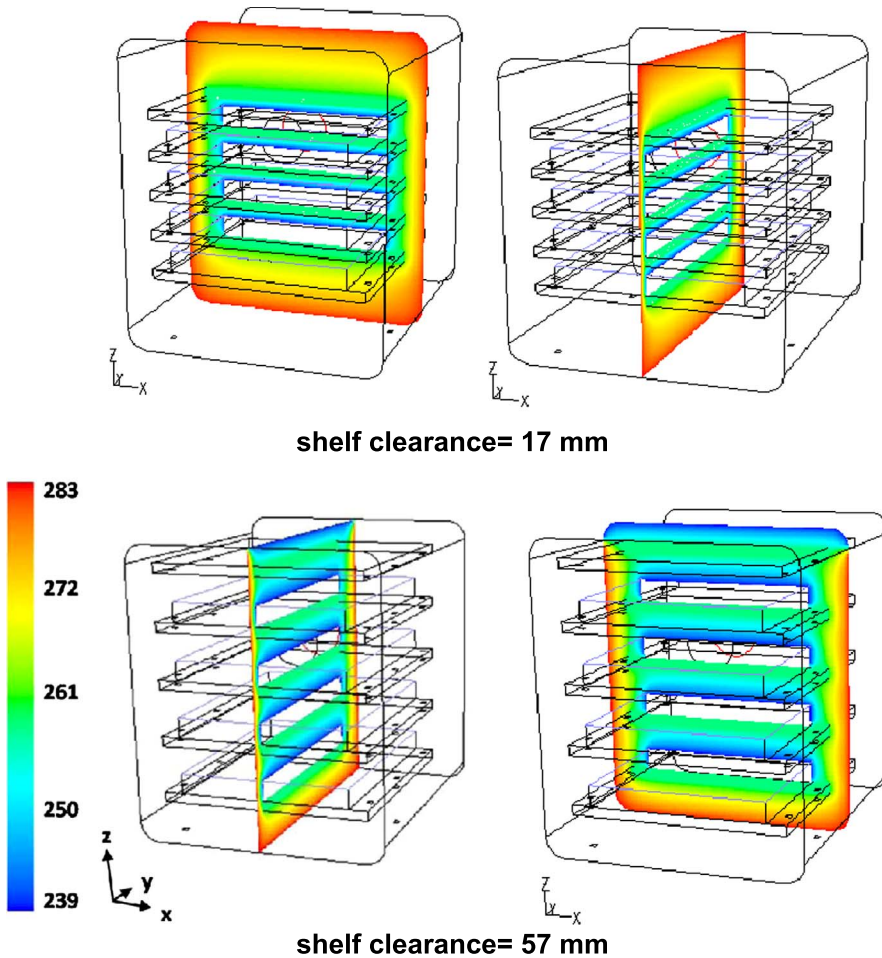 Z
Y
X
Z
Y
X
shelf clearance= 17 mm
283
272
261
250
239
z
y
x
Z
Y
X
shelf clearance= 57 mm